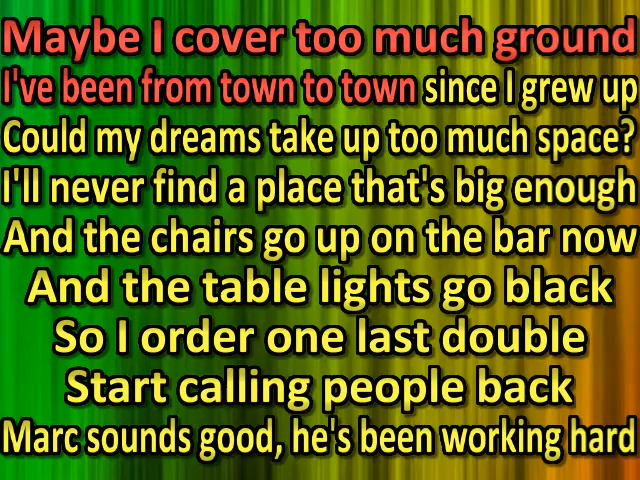 Maybe I cover too much ground
I've been from town to town since I grew up
Could my dreams take up too much space?
I'll never find a place that's big enough
And the chairs go up on the bar now
And the table lights go black
So I order one last double
Start calling people back
Marc sounds good, he's been working hard